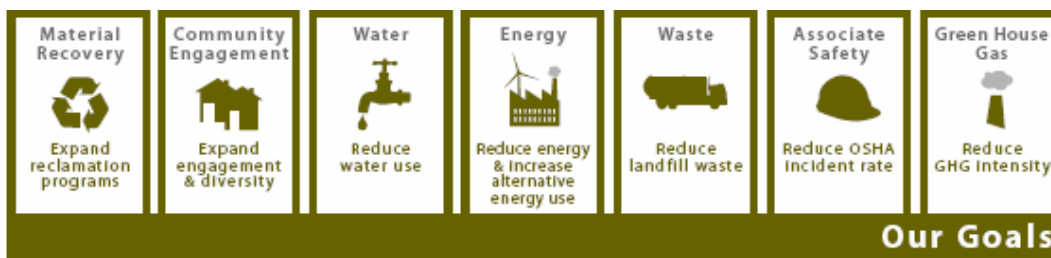 Material
Recovery
Expand
reclamation
programs
Community
Engagement
Expand
engagement
& diversity
Water
Reduce
water use
Energy
Reduce energy
& increase
alternative
energy use
Waste
Reduce
landfill waste
Associate
Safety
Reduce OSHA
incident rate
Green House
Gas
Reduce
GHG intensity
Our Goals